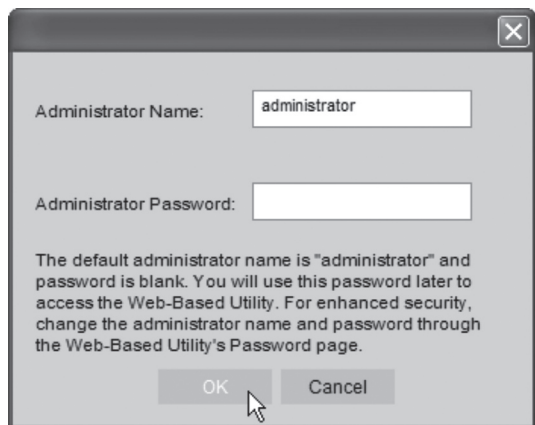 Administrator Name:
administrator
Administrator Password:
The default administrator name is "administrator" and
password is blank. You will use this password later to
access the Web-Based Utility. For enhanced security,
change the administrator name and password through
the Web-Based Utility's Password page.
OK
Cancel